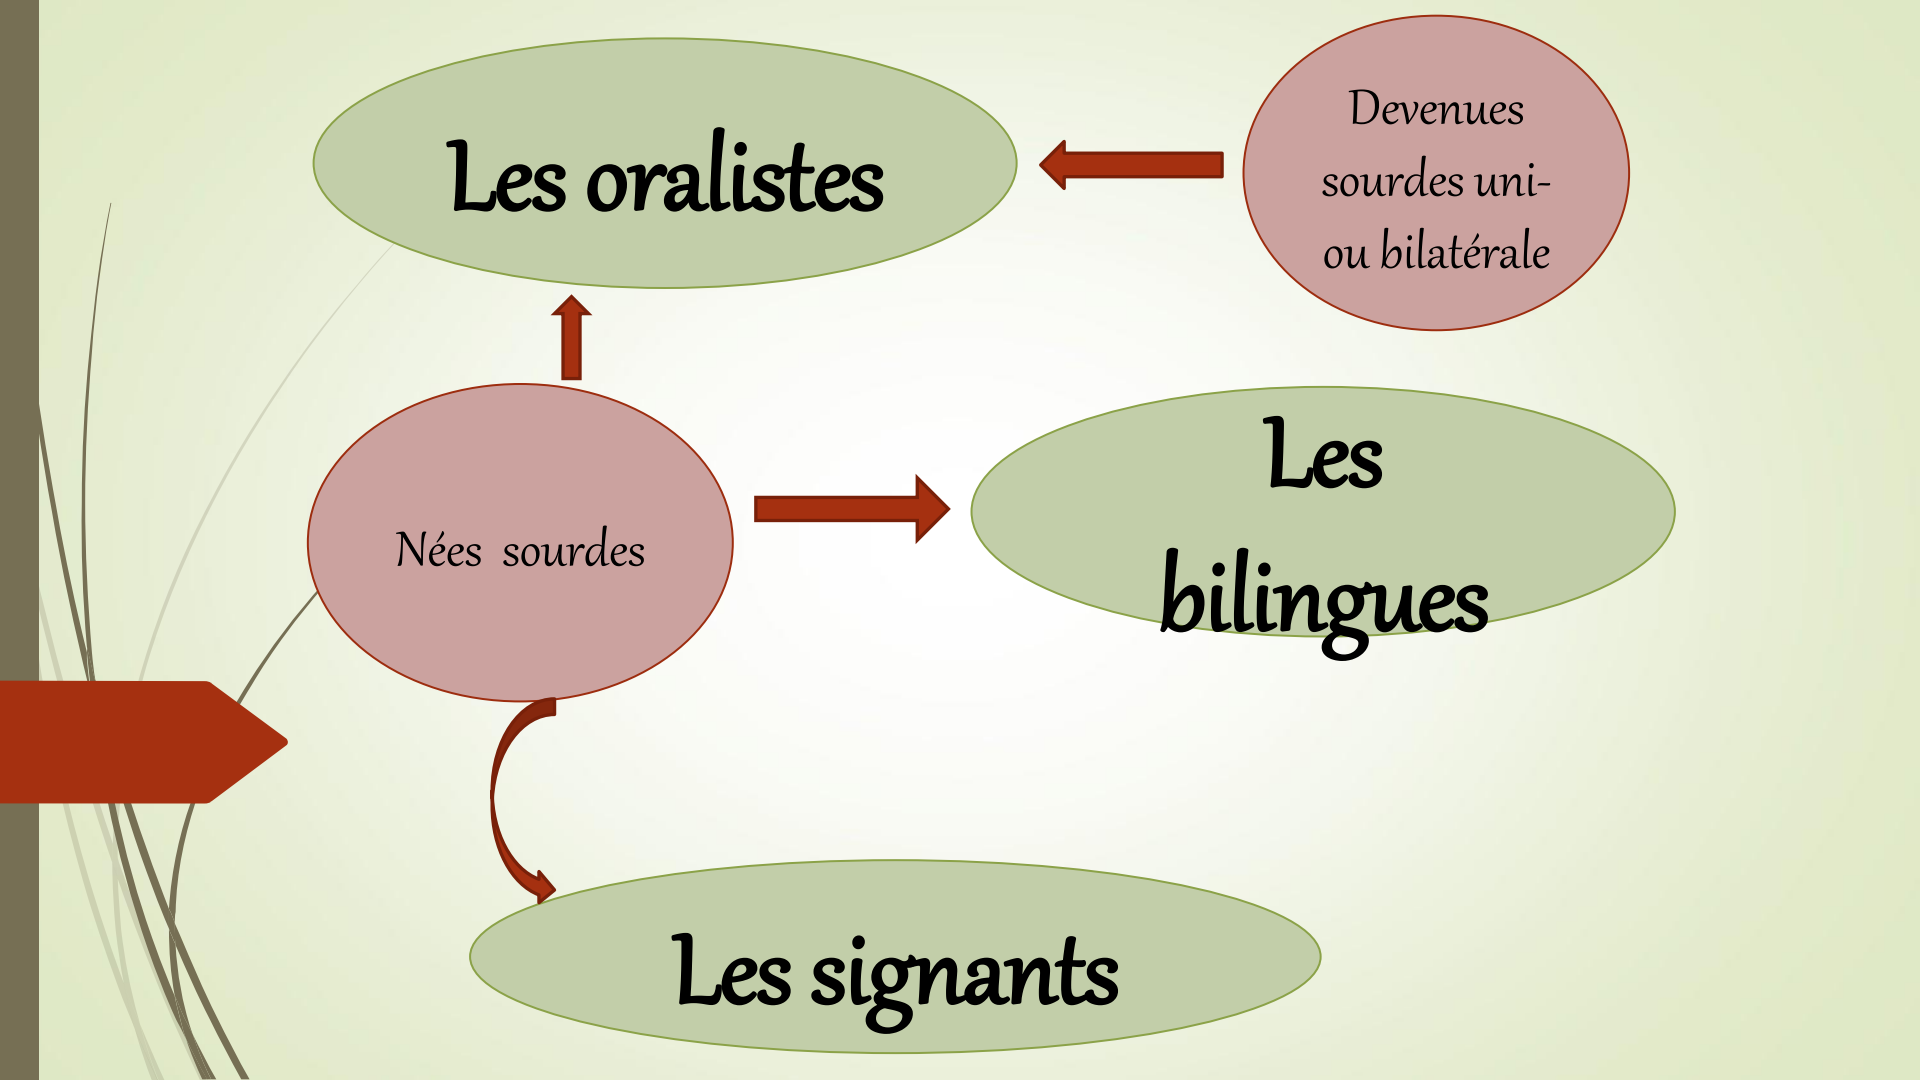 Les oralistes
Devenues
sourdes uni-
ou bilatérale
Nées sourdes
Les
bilingues
Les signants